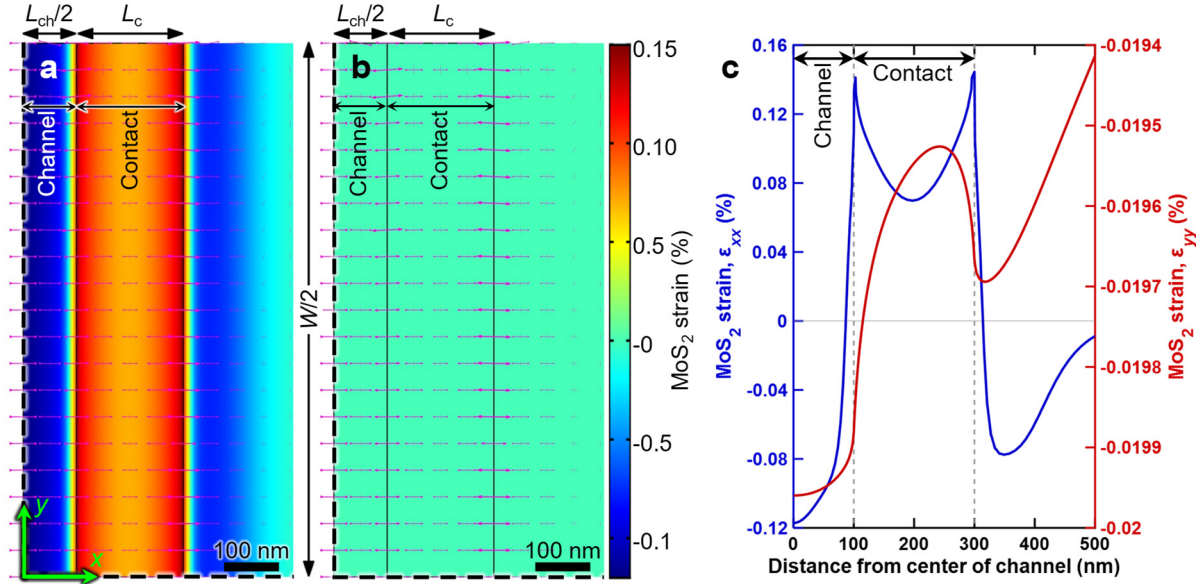 Lch/2
Lc
Lch/2
Lc
a
b
c
Channel
Contact
Channel
Contact
W/2
y
x
100 nm
100 nm
0.15
0.10
0.5
-0
-0.5
-0.1
MoS2 strain (%)
Channel
Contact
0.16
0.12
0.08
0.04
0
-0.04
-0.08
-0.12
MoS2 strain, εxx (%)
-0.0194
-0.0195
-0.0196
-0.0197
-0.0198
-0.0199
-0.02
MoS2 strain, εyy (%)
0 100 200 300 400 500
Distance from center of channel (nm)